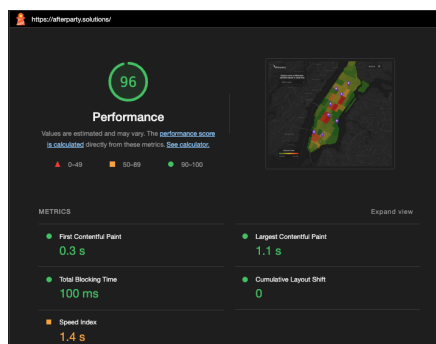 https://afterparty.solutions/
96
Performance
Values are estimated and may vary. The performance score
is calculated directly from these metrics. See calculator.
0–49
50–89
90–100
METRICS
Expand view
First Contentful Paint
0.3 s
Largest Contentful Paint
1.1 s
Total Blocking Time
100 ms
Cumulative Layout Shift
0
Speed Index
1.4 s